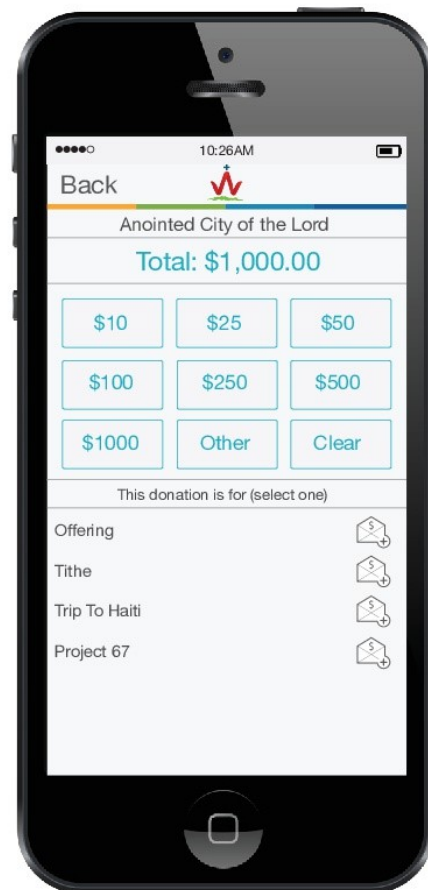 10:26AM
Back
Anointed City of the Lord
Total: $1,000.00
$10 $25 $50
$100 $250 $500
$1000 Other Clear
This donation is for (select one)
Offering
$
Tithe
$
Trip To Haiti
$
Project 67
$